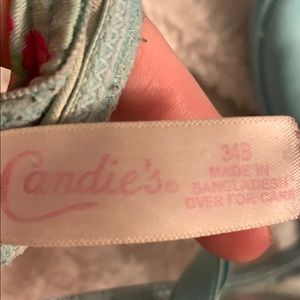 Candie's®
34B
MADE IN
BANGLADESH
OVER FOR CARE